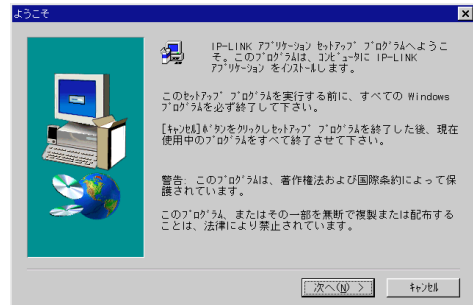 ようこそ
IP-LINK ｱﾌﾟﾘｹｰｼｮﾝ ｾｯﾄｱｯﾌﾟ ﾌﾟﾛｸﾞﾗﾑへようこ
そ。このﾌﾟﾛｸﾞﾗﾑは、ｺﾝﾋﾟｭｰﾀに IP-LINK
ｱﾌﾟﾘｹｰｼｮﾝ をｲﾝｽﾄｰﾙします。
このｾｯﾄｱｯﾌﾟ ﾌﾟﾛｸﾞﾗﾑを実行する前に、すべての Windows
ﾌﾟﾛｸﾞﾗﾑを必ず終了して下さい。
[ｷｬﾝｾﾙ]ﾎﾞﾀﾝをｸﾘｯｸしｾｯﾄｱｯﾌﾟ ﾌﾟﾛｸﾞﾗﾑを終了した後、現在
使用中のﾌﾟﾛｸﾞﾗﾑをすべて終了させて下さい。
警告: このﾌﾟﾛｸﾞﾗﾑは、著作権法および国際条約によって保
護されています。
このﾌﾟﾛｸﾞﾗﾑ、またはその一部を無断で複製または配布する
ことは、法律により禁止されています。
次へ(N) >
ｷｬﾝｾﾙ